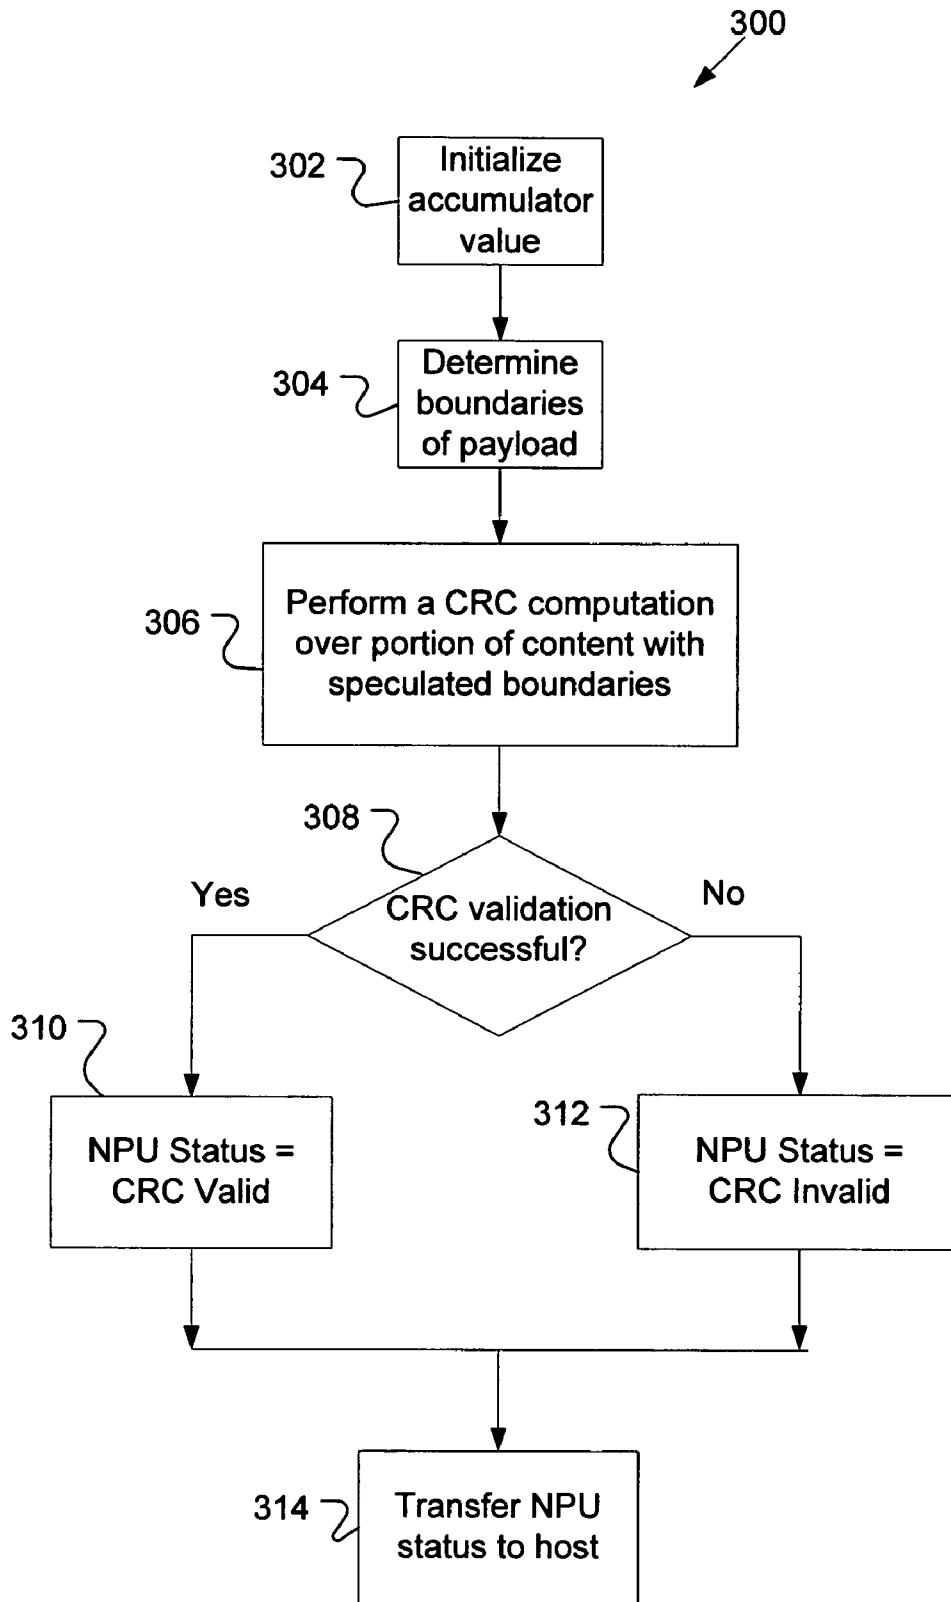 300
302
Initialize
accumulator
value
304
Determine
boundaries
of payload
306
Perform a CRC computation
over portion of content with
speculated boundaries
308
CRC validation
successful?
Yes
No
310
NPU Status =
CRC Valid
312
NPU Status =
CRC Invalid
314
Transfer NPU
status to host